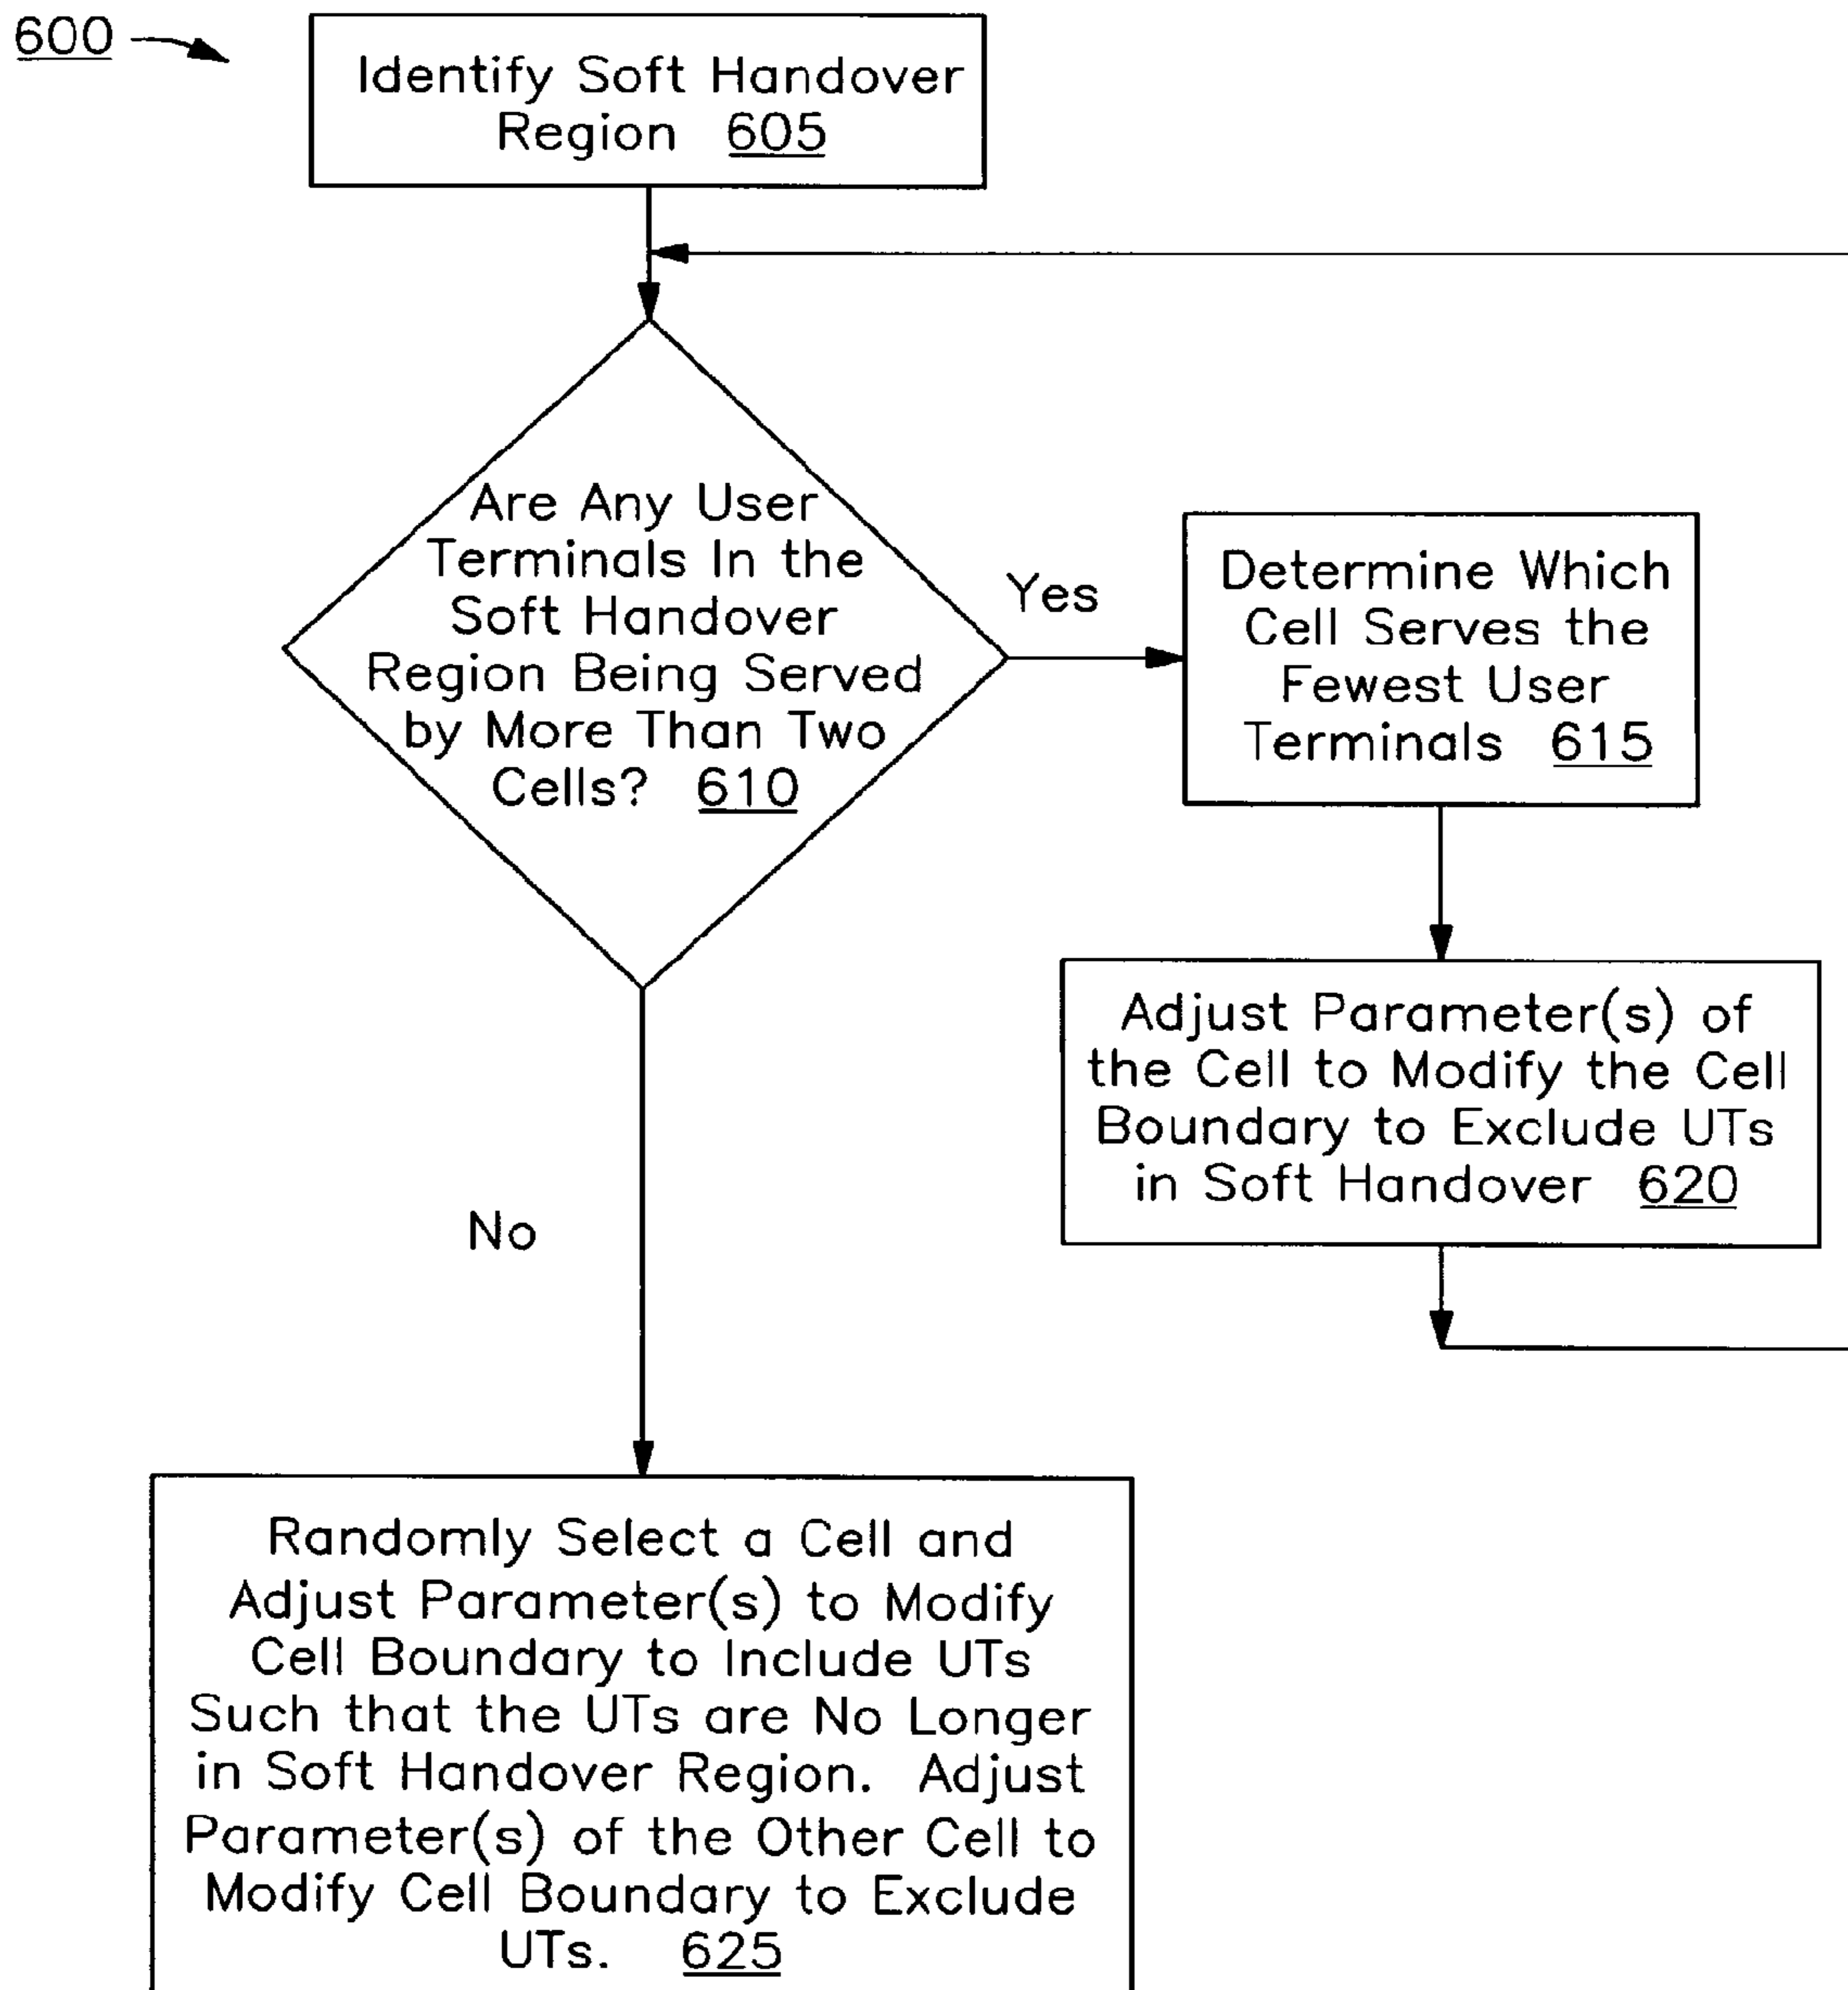 600
Identify Soft Handover
Region 605
Are Any User
Terminals In the
Soft Handover
Region Being Served
by More Than Two
Cells? 610
Yes
Determine Which
Cell Serves the
Fewest User
Terminals 615
Adjust Parameter(s) of
the Cell to Modify the Cell
Boundary to Exclude UTs
in Soft Handover 620
No
Randomly Select a Cell and
Adjust Parameter(s) to Modify
Cell Boundary to Include UTs
Such that the UTs are No Longer
in Soft Handover Region. Adjust
Parameter(s) of the Other Cell to
Modify Cell Boundary to Exclude
UTs. 625